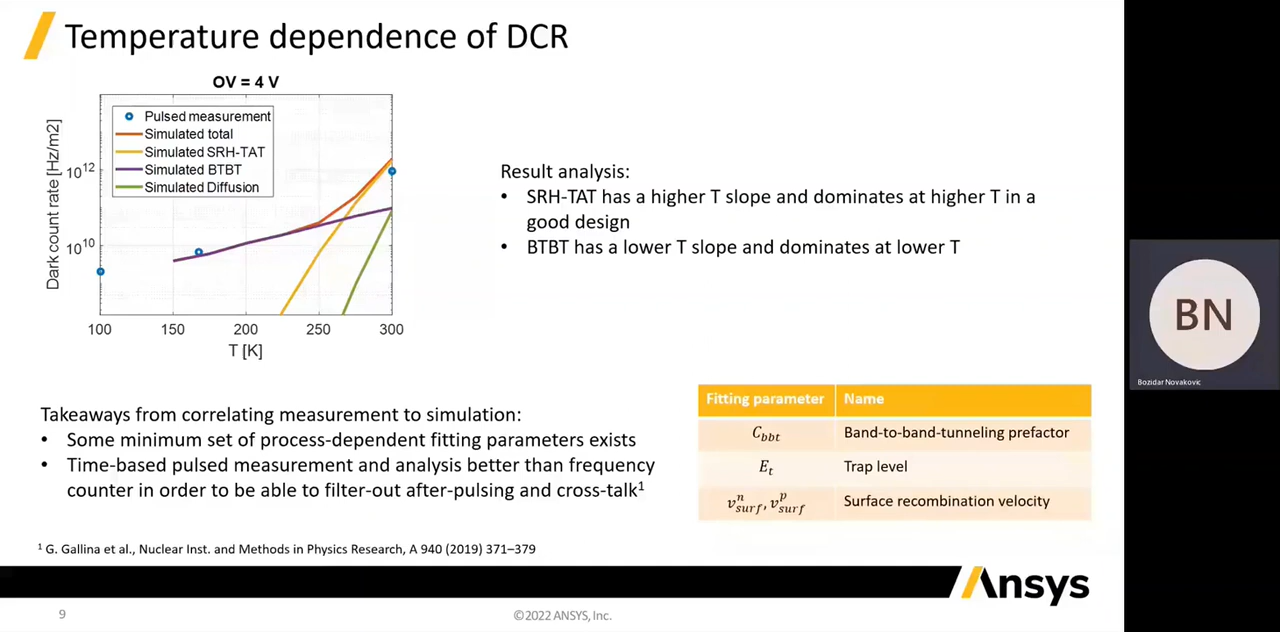 Temperature dependence of DCR
OV = 4 V
Pulsed measurement
Simulated total
Simulated SRH-TAT
Simulated BTBT
Simulated Diffusion
Dark count rate [Hz/m2]
10^12
10^10
100 150 200 250 300
T [K]
Result analysis:
• SRH-TAT has a higher T slope and dominates at higher T in a
good design
• BTBT has a lower T slope and dominates at lower T
Takeaways from correlating measurement to simulation:
• Some minimum set of process-dependent fitting parameters exists
• Time-based pulsed measurement and analysis better than frequency
counter in order to be able to filter-out after-pulsing and cross-talk¹
Fitting parameter Name
C_bbt Band-to-band-tunneling prefactor
E_t Trap level
v^n_surf, v^p_surf Surface recombination velocity
¹ G. Gallina et al., Nuclear Inst. and Methods in Physics Research, A 940 (2019) 371–379
Ansys
9
©2022 ANSYS, Inc.
BN
Bozidar Novakovic